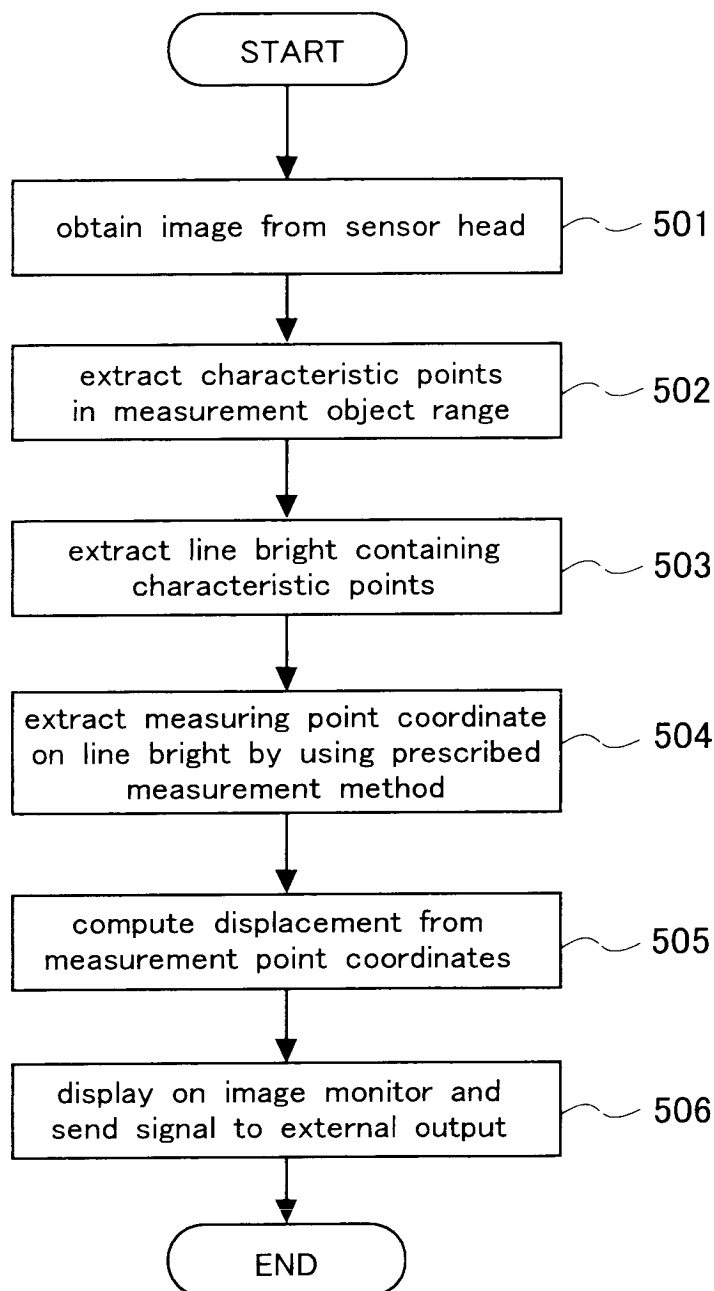 START
obtain image from sensor head
501
extract characteristic points
in measurement object range
502
extract line bright containing
characteristic points
503
extract measuring point coordinate
on line bright by using prescribed
measurement method
504
compute displacement from
measurement point coordinates
505
display on image monitor and
send signal to external output
506
END